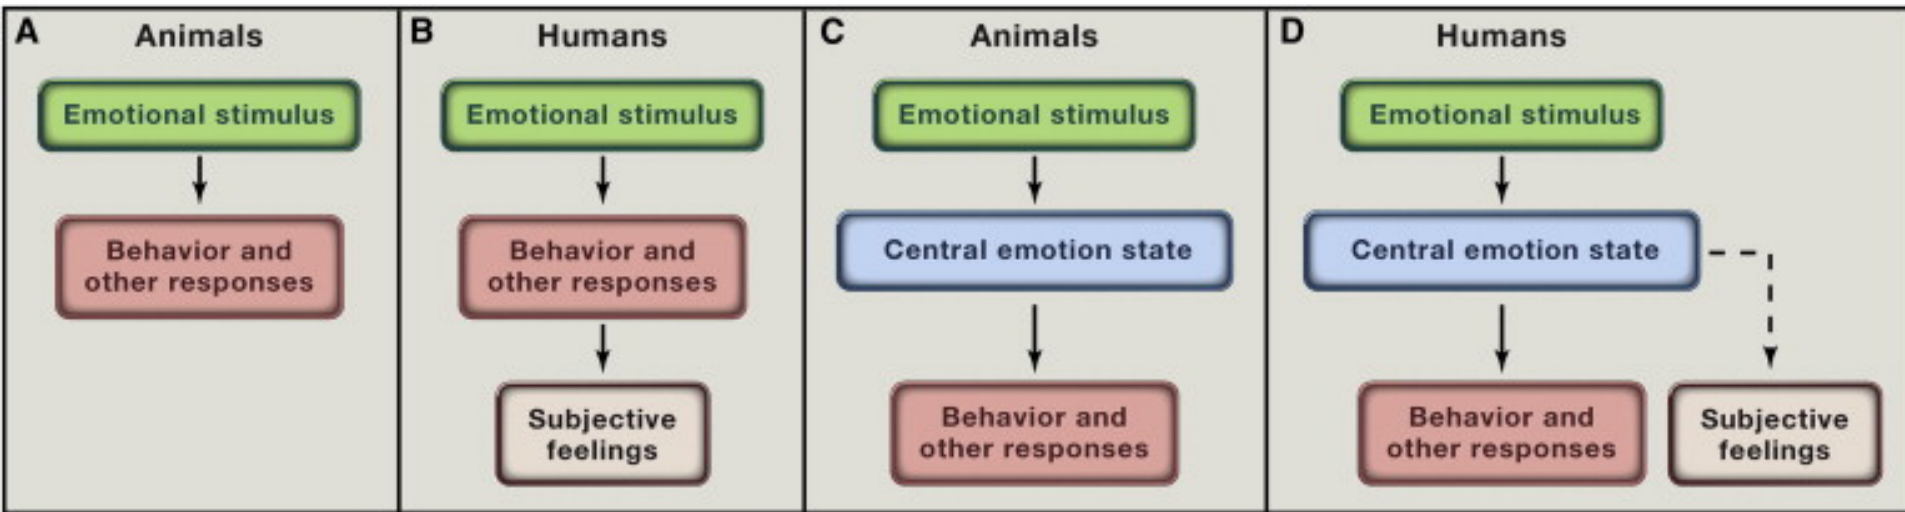 A
Animals
Emotional stimulus
Behavior and
other responses
B
Humans
Emotional stimulus
Behavior and
other responses
Subjective
feelings
C
Animals
Emotional stimulus
Central emotion state
Behavior and
other responses
D
Humans
Emotional stimulus
Central emotion state
Behavior and
other responses
Subjective
feelings